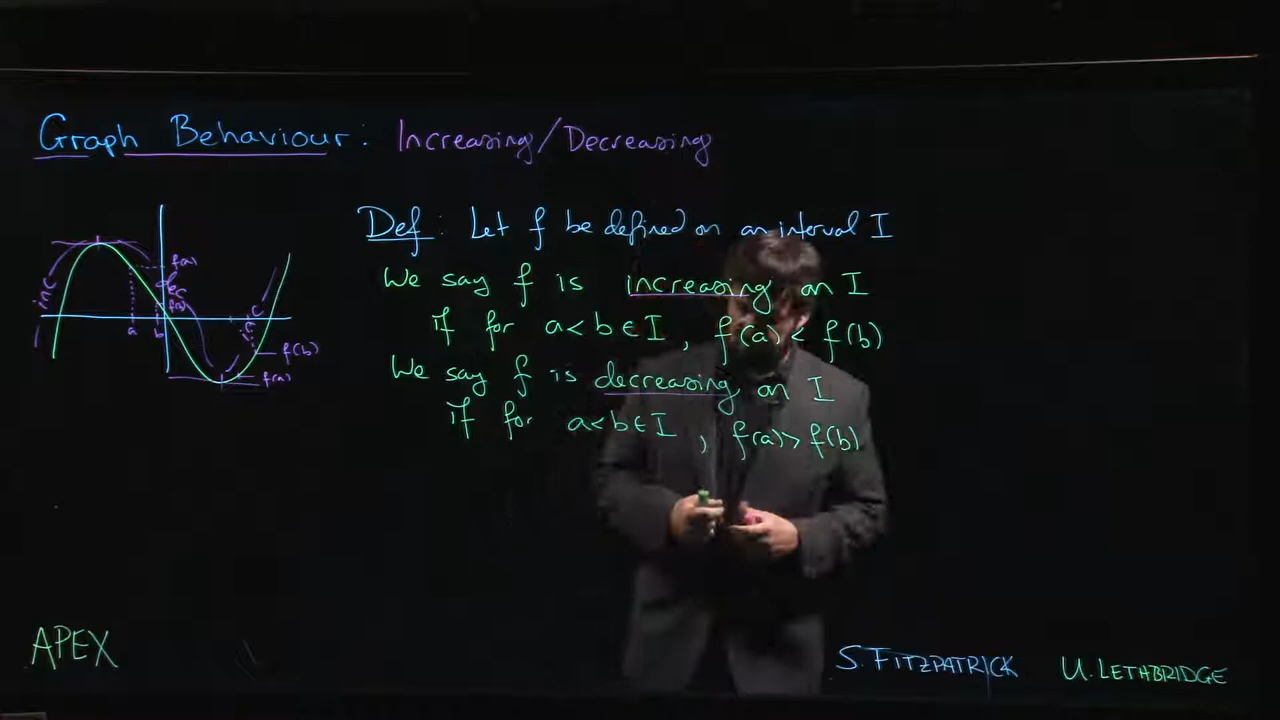 Graph Behaviour: Increasing/Decreasing
Def: Let f be defined on an interval I
We say f is increasing on I
if for a<b∈I, f(a)< f(b)
We say f is decreasing on I
if for a<b∈I, f(a)> f(b)
inc
f(a)
dec
f(b)
a
b
inc
f(b)
f(a)
APEX
S. FITZPATRICK
U. LETHBRIDGE